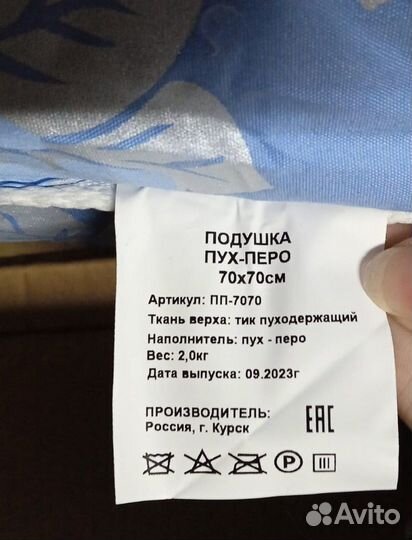 ПОДУШКА
ПУХ-ПЕРО
70х70см
Артикул: ПП-7070
Ткань верха: тик пуходержащий
Наполнитель: пух - перо
Вес: 2,0кг
Дата выпуска: 09.2023г
ПРОИЗВОДИТЕЛЬ:
Россия, г. Курск
EAC
P
Avito